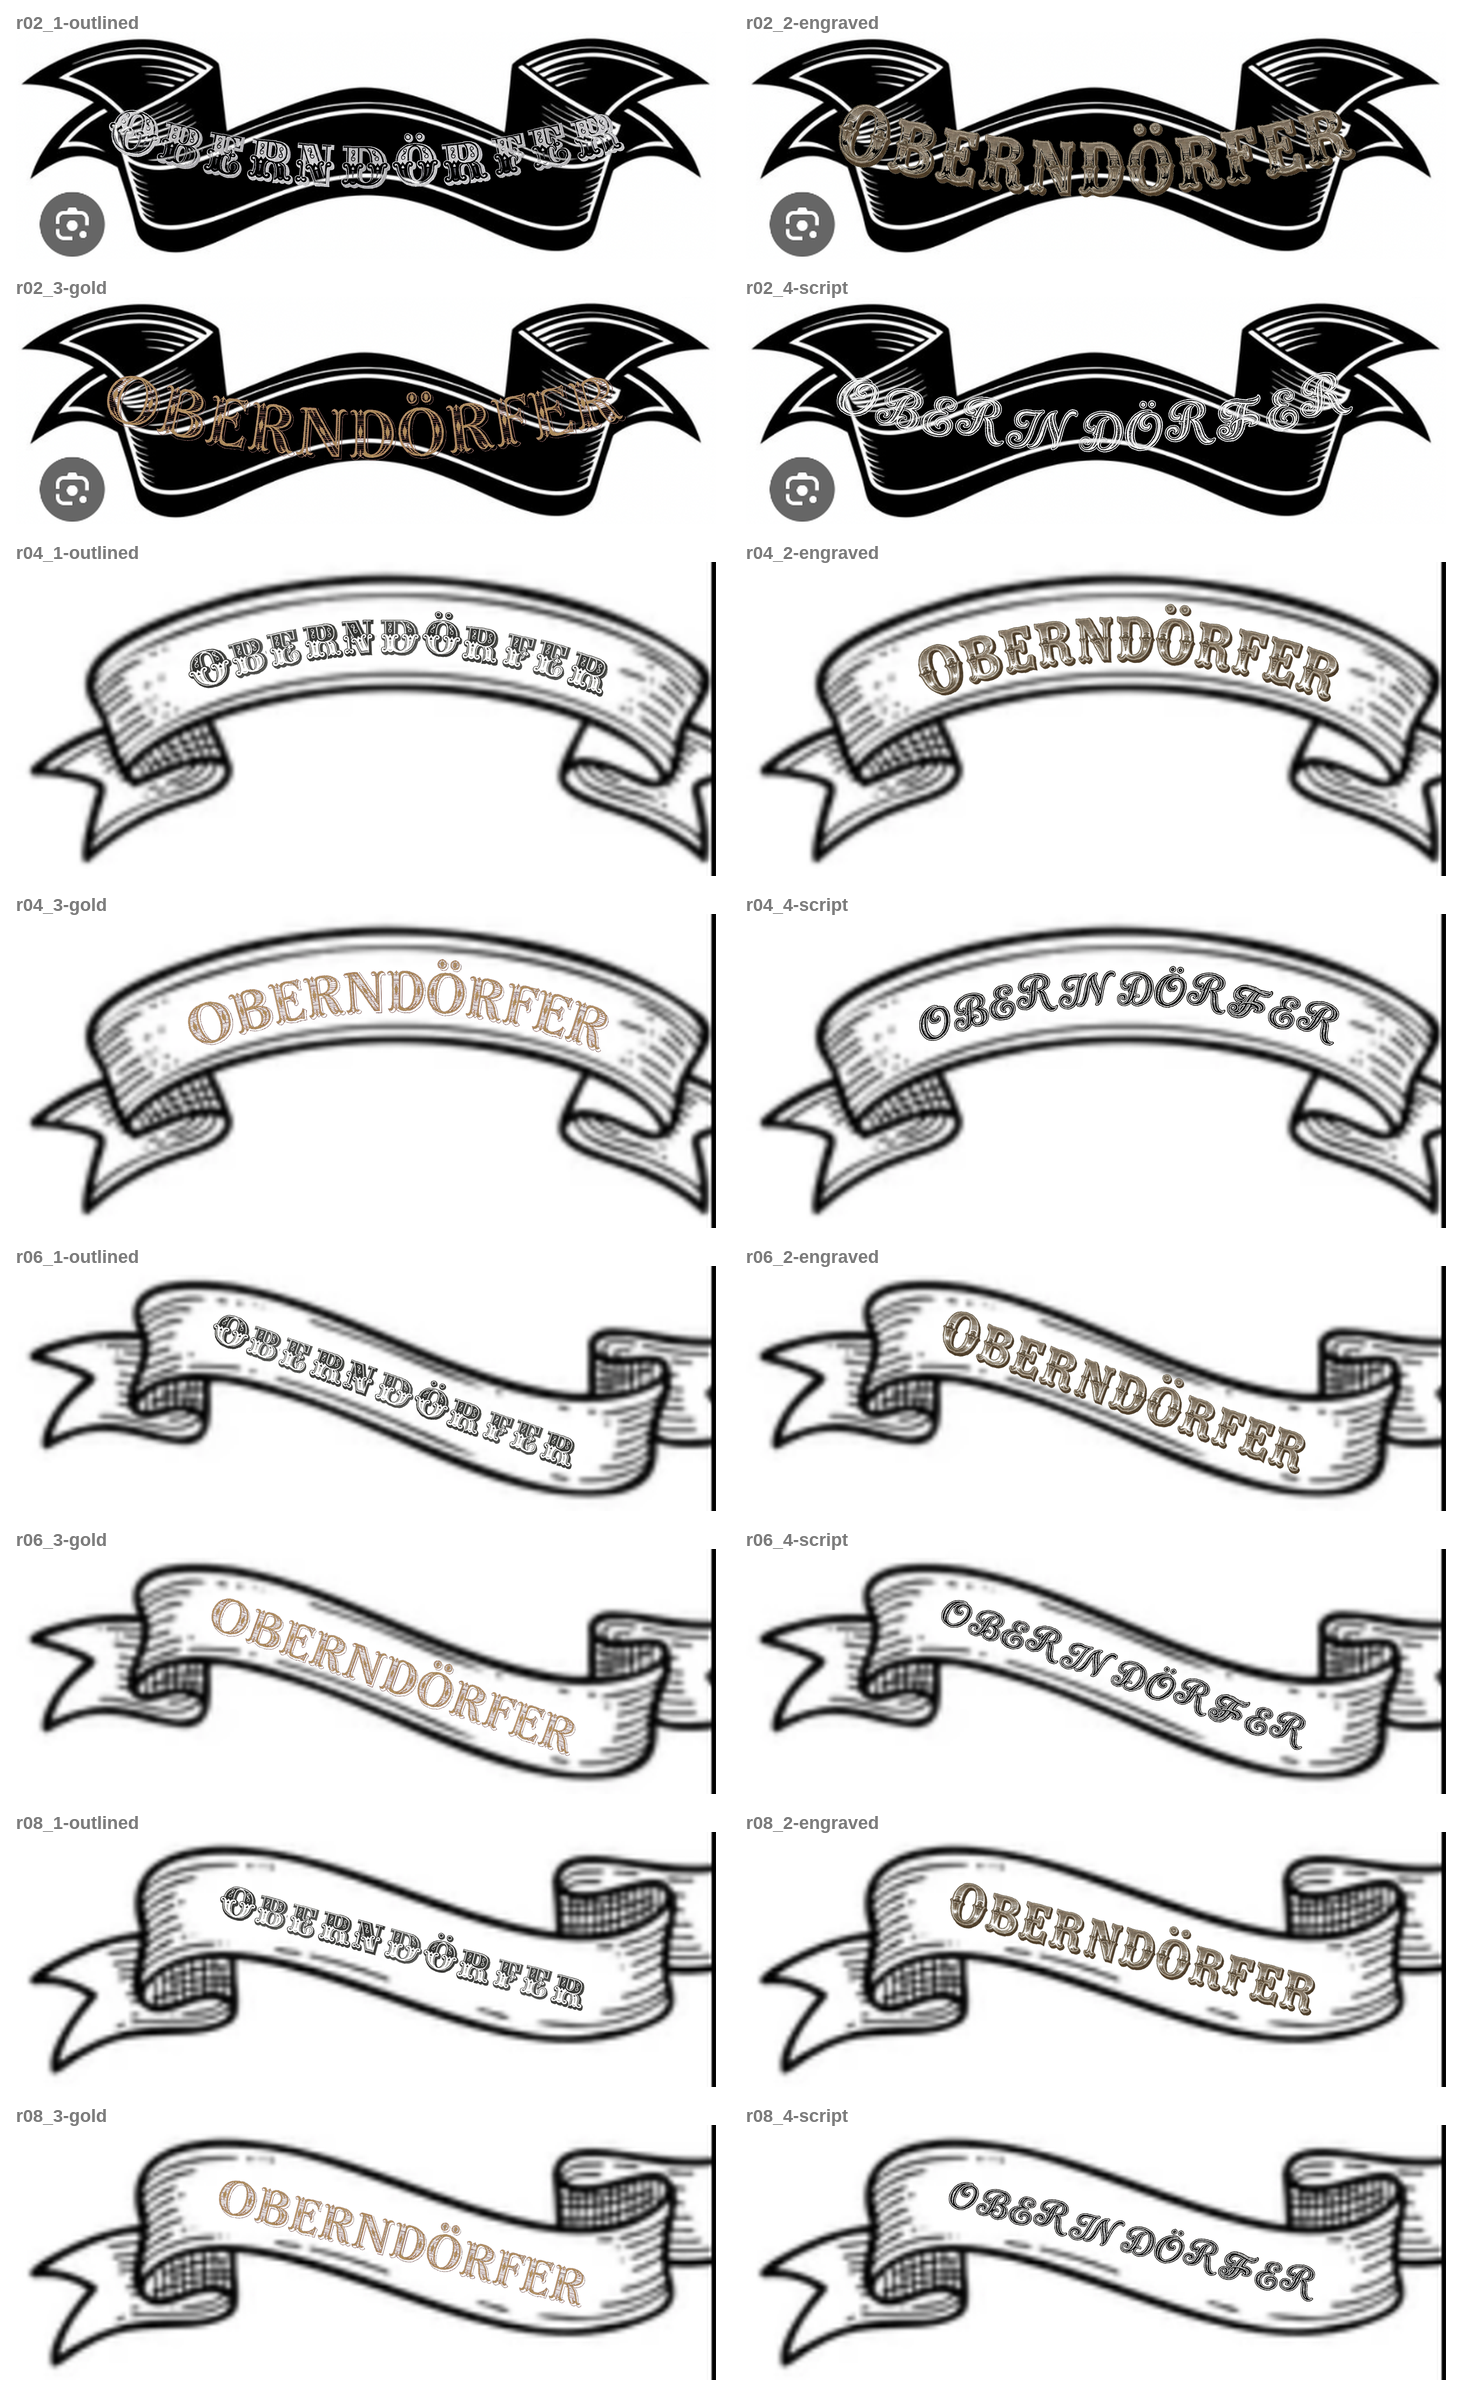 r02_1-outlined
r02_2-engraved
OBERNDÖRFER
OBERNDÖRFER
r02_3-gold
r02_4-script
OBERNDÖRFER
OBERNDÖRFER
r04_1-outlined
r04_2-engraved
OBERNDÖRFER
OBERNDÖRFER
r04_3-gold
r04_4-script
OBERNDÖRFER
OBERNDÖRFER
r06_1-outlined
r06_2-engraved
OBERNDÖRFER
OBERNDÖRFER
r06_3-gold
r06_4-script
OBERNDÖRFER
OBERNDÖRFER
r08_1-outlined
r08_2-engraved
OBERNDÖRFER
OBERNDÖRFER
r08_3-gold
r08_4-script
OBERNDÖRFER
OBERNDÖRFER